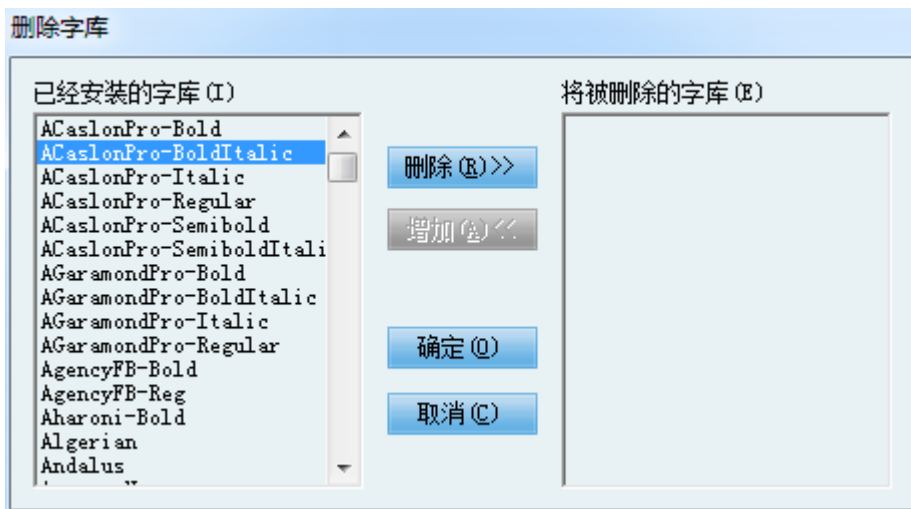 删除字库
已经安装的字库(I)
ACaslonPro-Bold
ACaslonPro-BoldItalic
ACaslonPro-Italic
ACaslonPro-Regular
ACaslonPro-Semibold
ACaslonPro-SemiboldItali
AGaramondPro-Bold
AGaramondPro-BoldItalic
AGaramondPro-Italic
AGaramondPro-Regular
AgencyFB-Bold
AgencyFB-Reg
Aharoni-Bold
Algerian
Andalus
删除(R)>>
增加(A)<<
确定(O)
取消(C)
将被删除的字库(E)